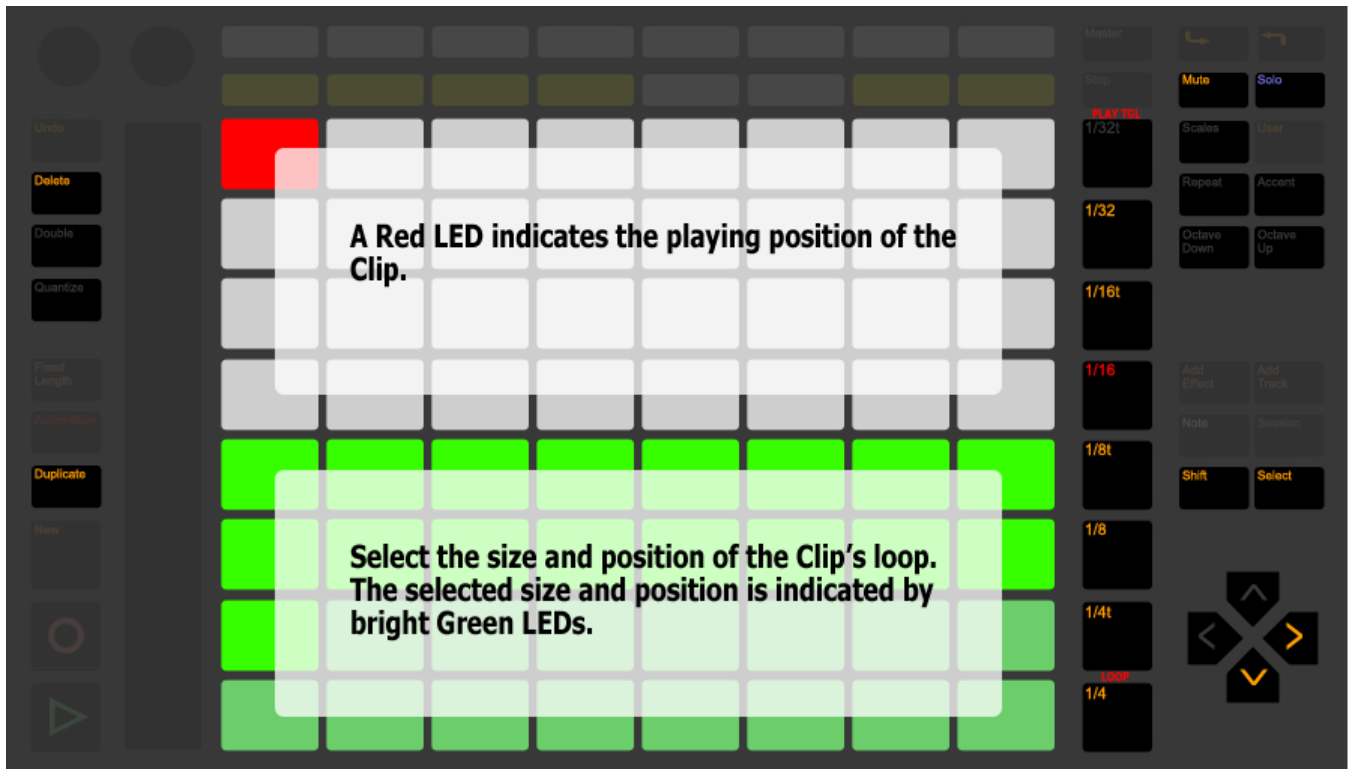 Master
Stop
Mute
Solo
PLAY TGL
Undo
1/32t
Scales
User
Delete
Repeat
Accent
1/32
Double
Octave
Down
Octave
Up
A Red LED indicates the playing position of the
Clip.
Quantize
1/16t
Fixed
Length
1/16
Add
Effect
Add
Track
Automation
Note
Session
1/8t
Duplicate
Shift
Select
New
1/8
Select the size and position of the Clip's loop.
The selected size and position is indicated by
bright Green LEDs.
1/4t
LOOP
1/4